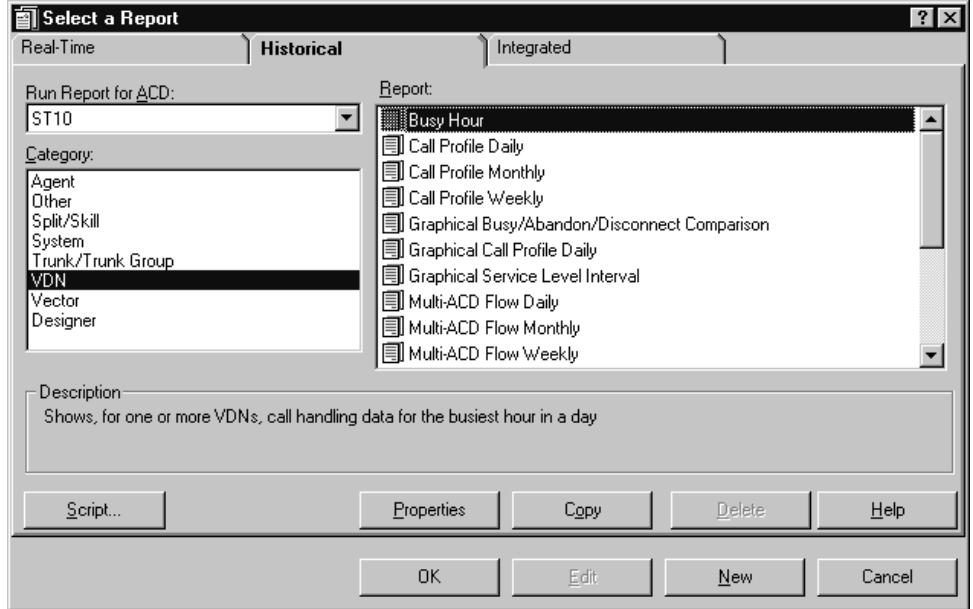 Select a Report
Real-Time
Historical
Integrated
Run Report for ACD:
ST10
Category:
Agent
Other
Split/Skill
System
Trunk/Trunk Group
VDN
Vector
Designer
Report:
Busy Hour
Call Profile Daily
Call Profile Monthly
Call Profile Weekly
Graphical Busy/Abandon/Disconnect Comparison
Graphical Call Profile Daily
Graphical Service Level Interval
Multi-ACD Flow Daily
Multi-ACD Flow Monthly
Multi-ACD Flow Weekly
Description
Shows, for one or more VDNs, call handling data for the busiest hour in a day
Script...
Properties
Copy
Delete
Help
OK
Edit
New
Cancel